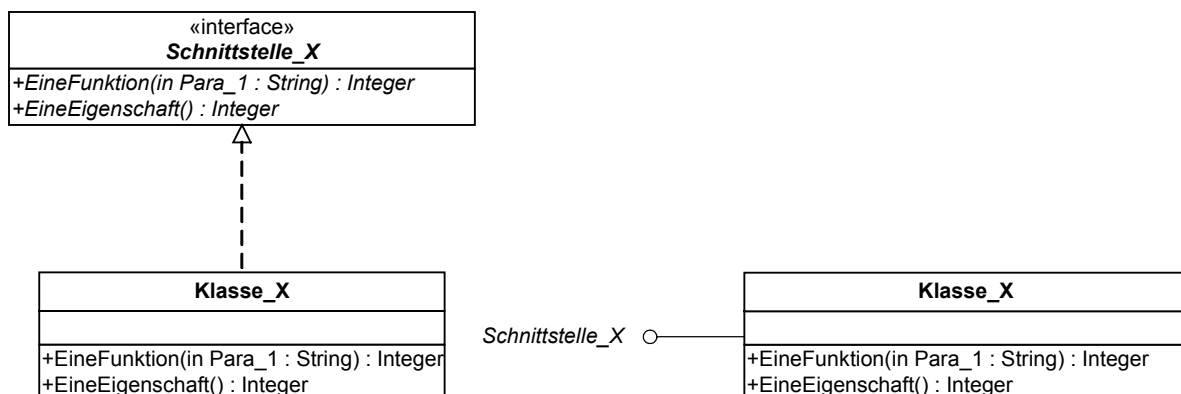 «interface»
Schnittstelle_X
+EineFunktion(in Para_1 : String) : Integer
+EineEigenschaft() : Integer
Klasse_X
+EineFunktion(in Para_1 : String) : Integer
+EineEigenschaft() : Integer
Schnittstelle_X
Klasse_X
+EineFunktion(in Para_1 : String) : Integer
+EineEigenschaft() : Integer